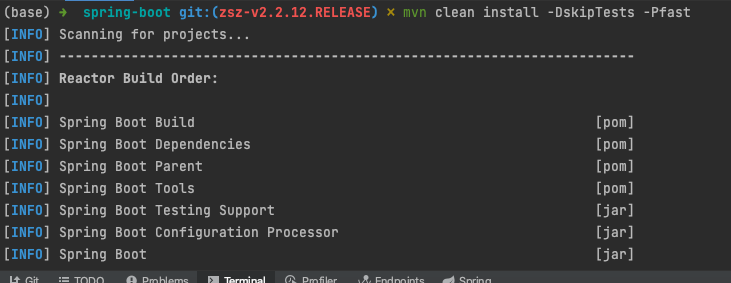 (base) ➜ spring-boot git:(zsz-v2.2.12.RELEASE) ✗ mvn clean install -DskipTests -Pfast
[INFO] Scanning for projects...
[INFO] ------------------------------------------------------------------------
[INFO] Reactor Build Order:
[INFO]
[INFO] Spring Boot Build [pom]
[INFO] Spring Boot Dependencies [pom]
[INFO] Spring Boot Parent [pom]
[INFO] Spring Boot Tools [pom]
[INFO] Spring Boot Testing Support [jar]
[INFO] Spring Boot Configuration Processor [jar]
[INFO] Spring Boot [jar]
Git TODO Problems Terminal Profiler Endpoints Spring